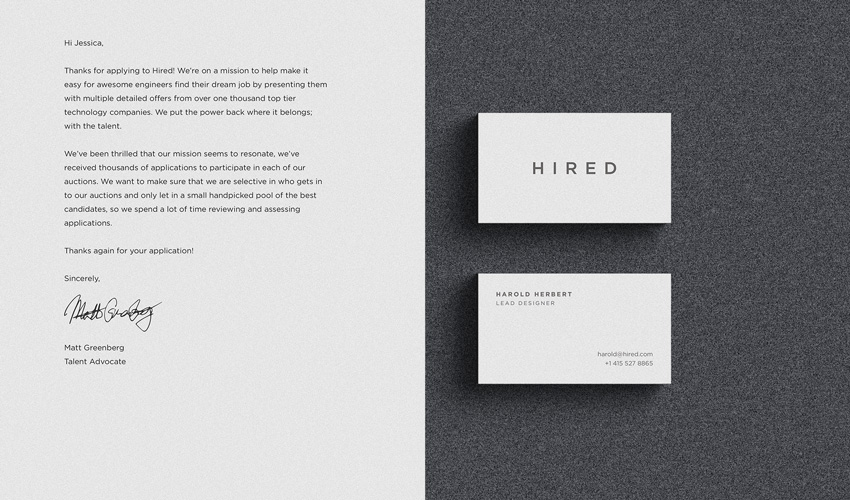 Hi Jessica,
Thanks for applying to Hired! We're on a mission to help make it
easy for awesome engineers find their dream job by presenting them
with multiple detailed offers from over one thousand top tier
technology companies. We put the power back where it belongs;
with the talent.
We've been thrilled that our mission seems to resonate, we've
received thousands of applications to participate in each of our
auctions. We want to make sure that we are selective in who gets in
to our auctions and only let in a small handpicked pool of the best
candidates, so we spend a lot of time reviewing and assessing
applications.
Thanks again for your application!
Sincerely,
Matt Greenberg
Matt Greenberg
Talent Advocate
HIRED
HAROLD HERBERT
LEAD DESIGNER
harold@hired.com
+1 415 527 8865